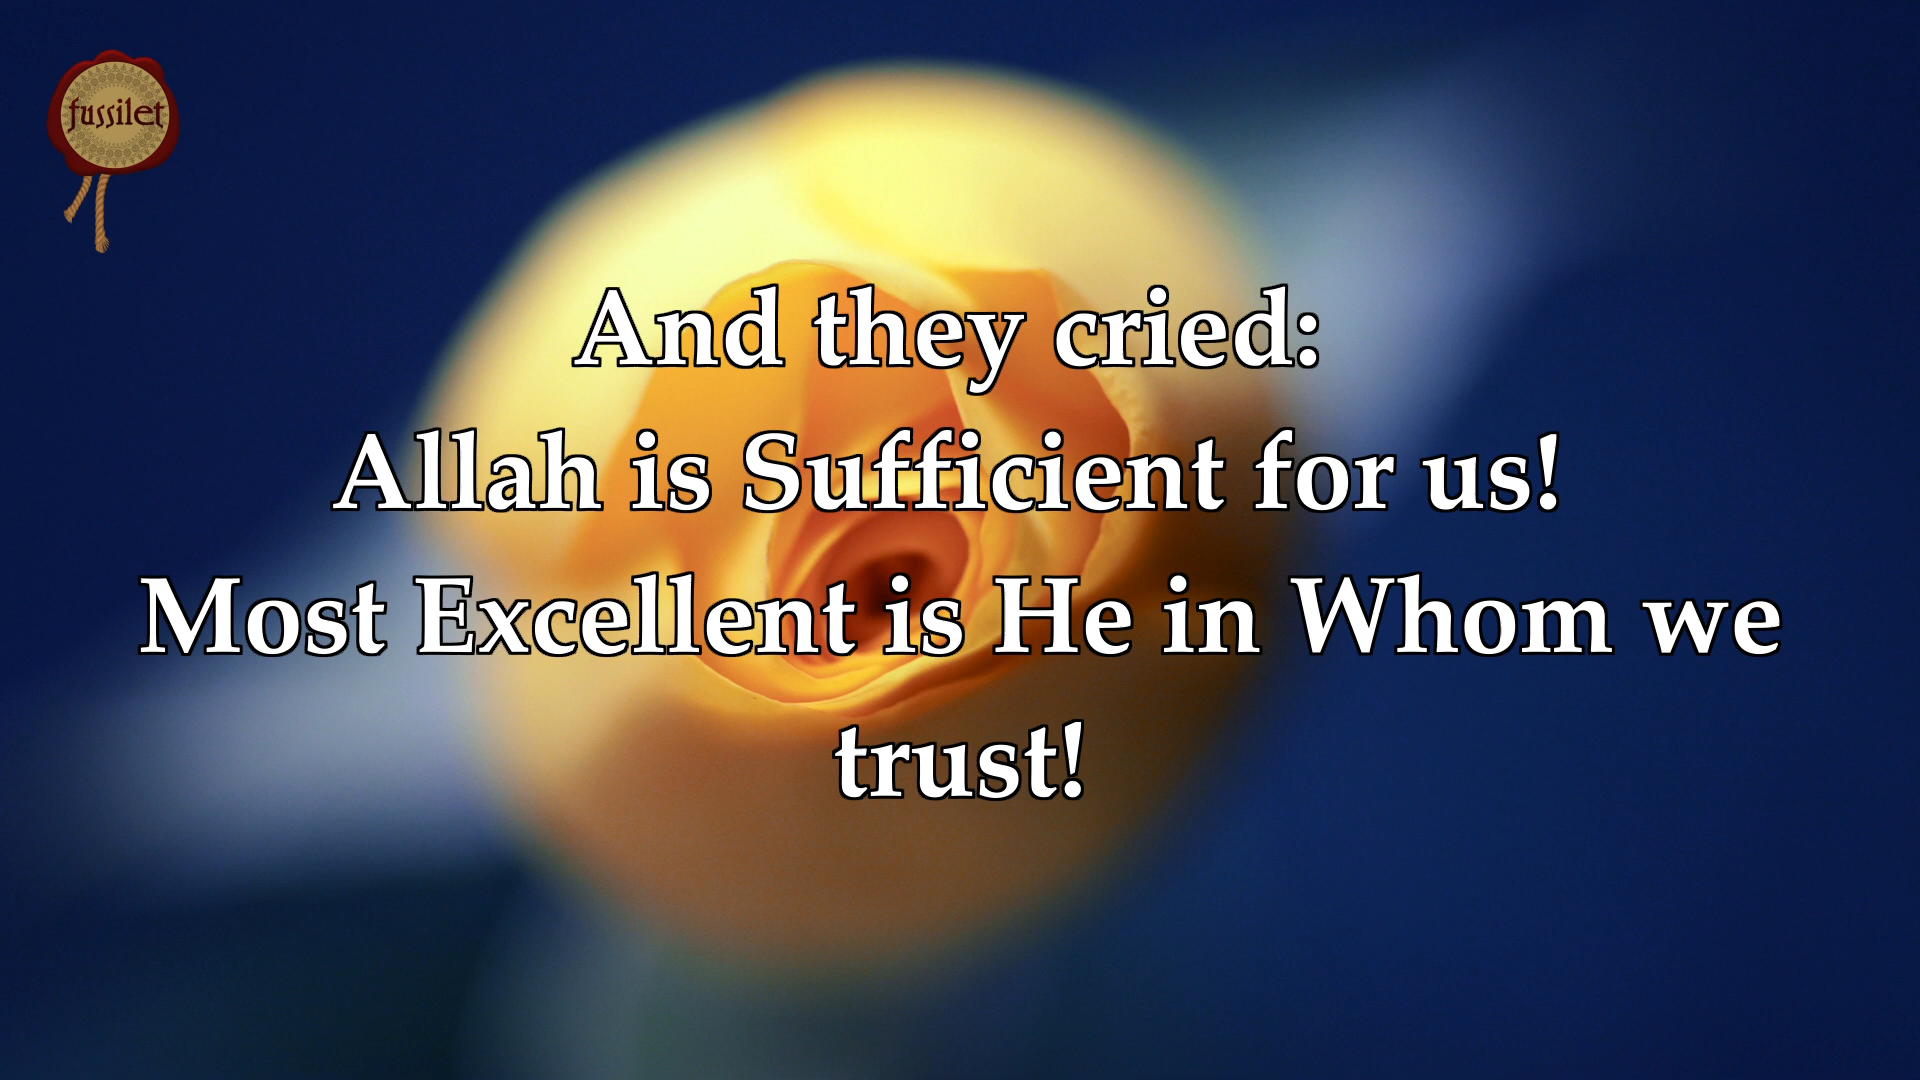 fussilet
And they cried:
Allah is Sufficient for us!
Most Excellent is He in Whom we
trust!